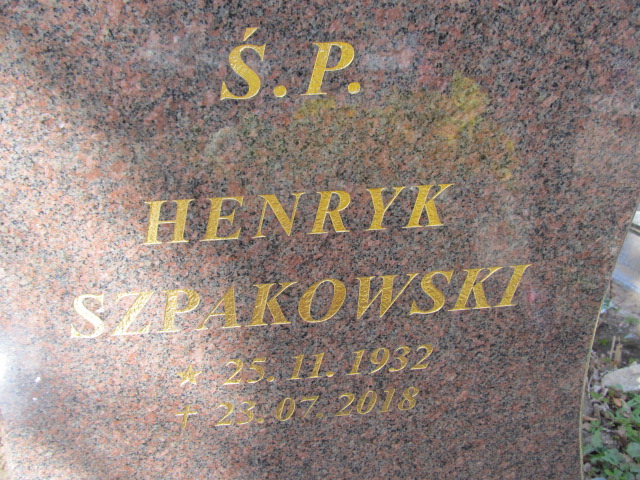 Ś.P.
HENRYK
SZPAKOWSKI
★ 25. 11. 1932
✝ 23. 07. 2018